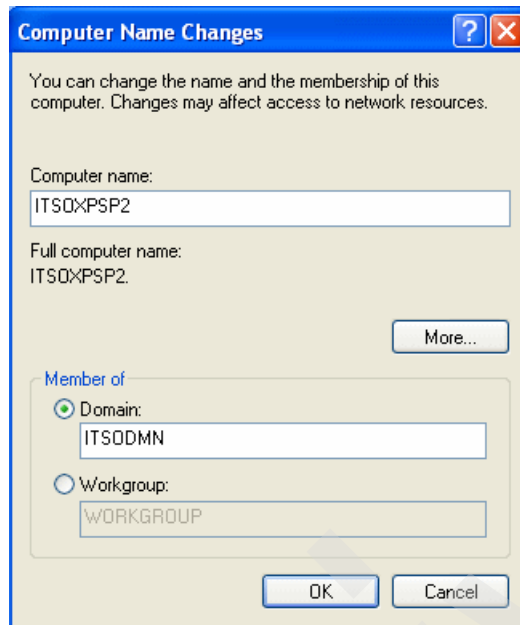 Computer Name Changes
You can change the name and the membership of this
computer. Changes may affect access to network resources.
Computer name:
ITSOXPSP2
Full computer name:
ITSOXPSP2.
More...
Member of
Domain:
ITSODMN
Workgroup:
WORKGROUP
OK
Cancel